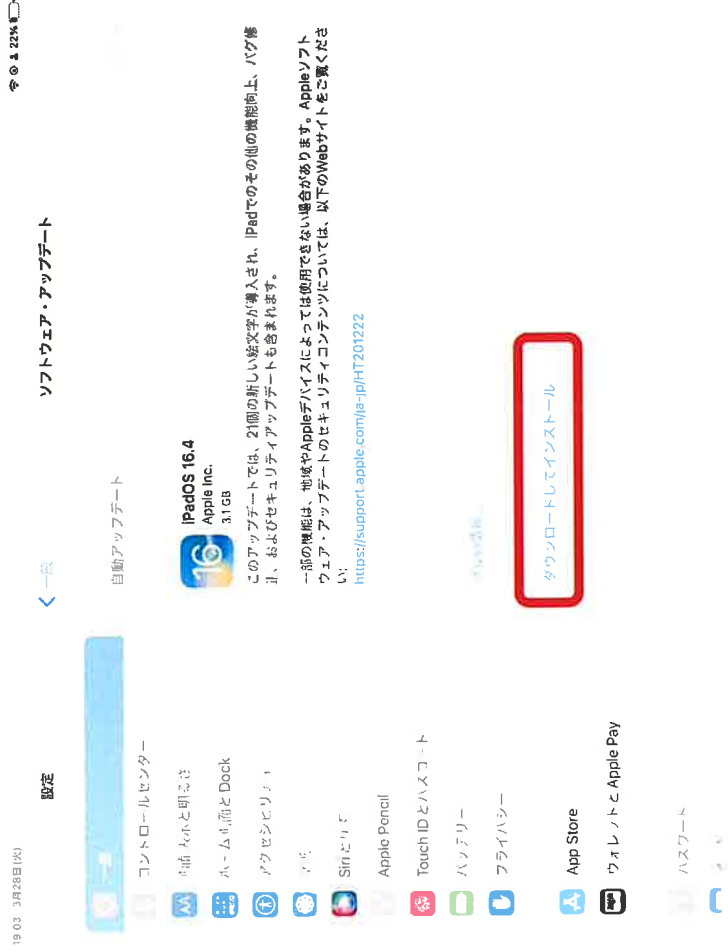 19:03 3月28日(火)
22%
設定
コントロールセンター
ホーム画面と Dock
アクセシビリティ
Siriと
Apple Pencil
Touch ID とパスコード
バッテリー
プライバシー
App Store
ウォレットと Apple Pay
パスワード
一般
ソフトウェア・アップデート
自動アップデート
iPadOS 16.4
Apple Inc.
3.1 GB
このアップデートでは、21個の新しい絵文字が導入され、iPadでのその他の機能向上、バグ修
正、およびセキュリティアップデートも含まれます。
一部の機能は、地域やAppleデバイスによっては使用できない場合があります。Appleソフト
ウェア・アップデートのセキュリティコンテンツについては、以下のWebサイトをご覧くださ
い:
https://support.apple.com/ja-jp/HT201222
ダウンロードしてインストール